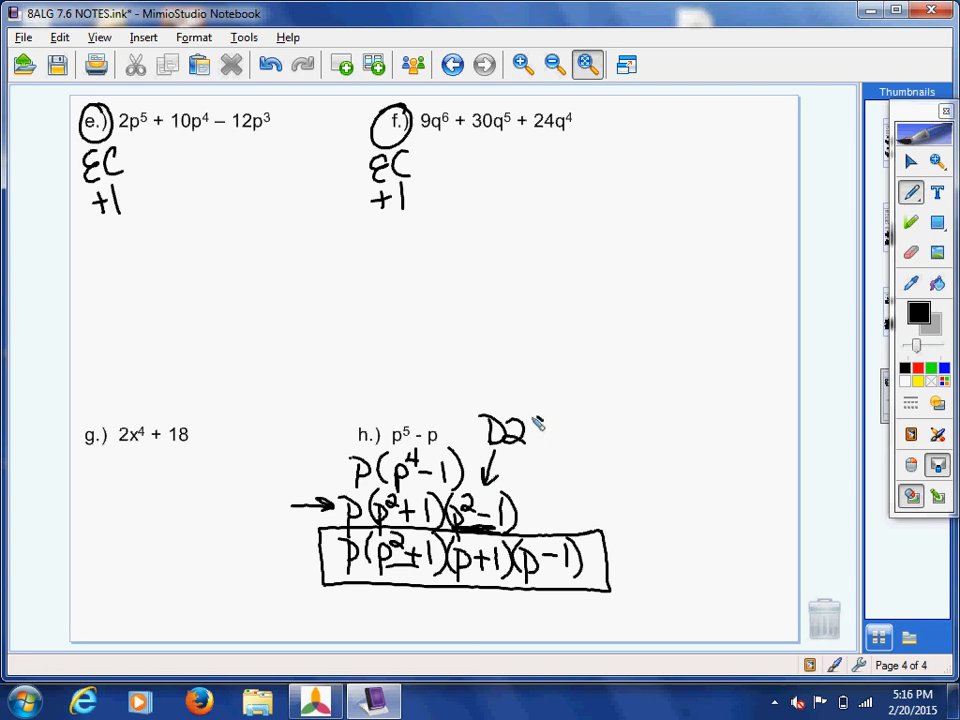 8ALG 7.6 NOTES.ink* - MimioStudio Notebook
File Edit View Insert Format Tools Help
Thumbnails
e.) 2p⁵ + 10p⁴ – 12p³
f.) 9q⁶ + 30q⁵ + 24q⁴
EC
+1
EC
+1
g.) 2x⁴ + 18
h.) p⁵ - p
D2
p(p⁴-1)
→ p(p²+1)(p²-1)
p(p²+1)(p+1)(p-1)
T
Page 4 of 4
5:16 PM
2/20/2015